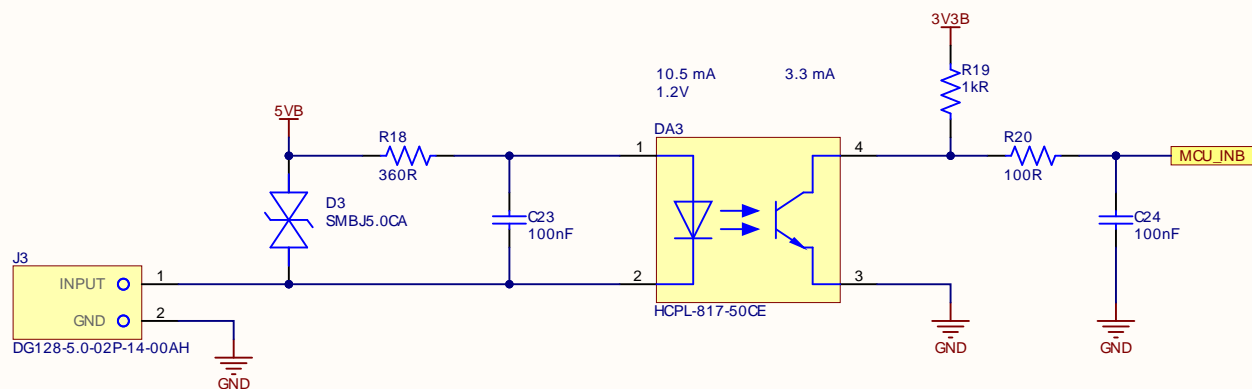 3V3B
10.5 mA
3.3 mA
1.2V
R19
1kR
5VB
DA3
R18
360R
1
4
R20
100R
MCU_INB
D3
SMBJ5.0CA
C23
100nF
C24
100nF
J3
INPUT
1
2
3
GND
2
HCPL-817-50CE
DG128-5.0-02P-14-00AH
GND
GND
GND